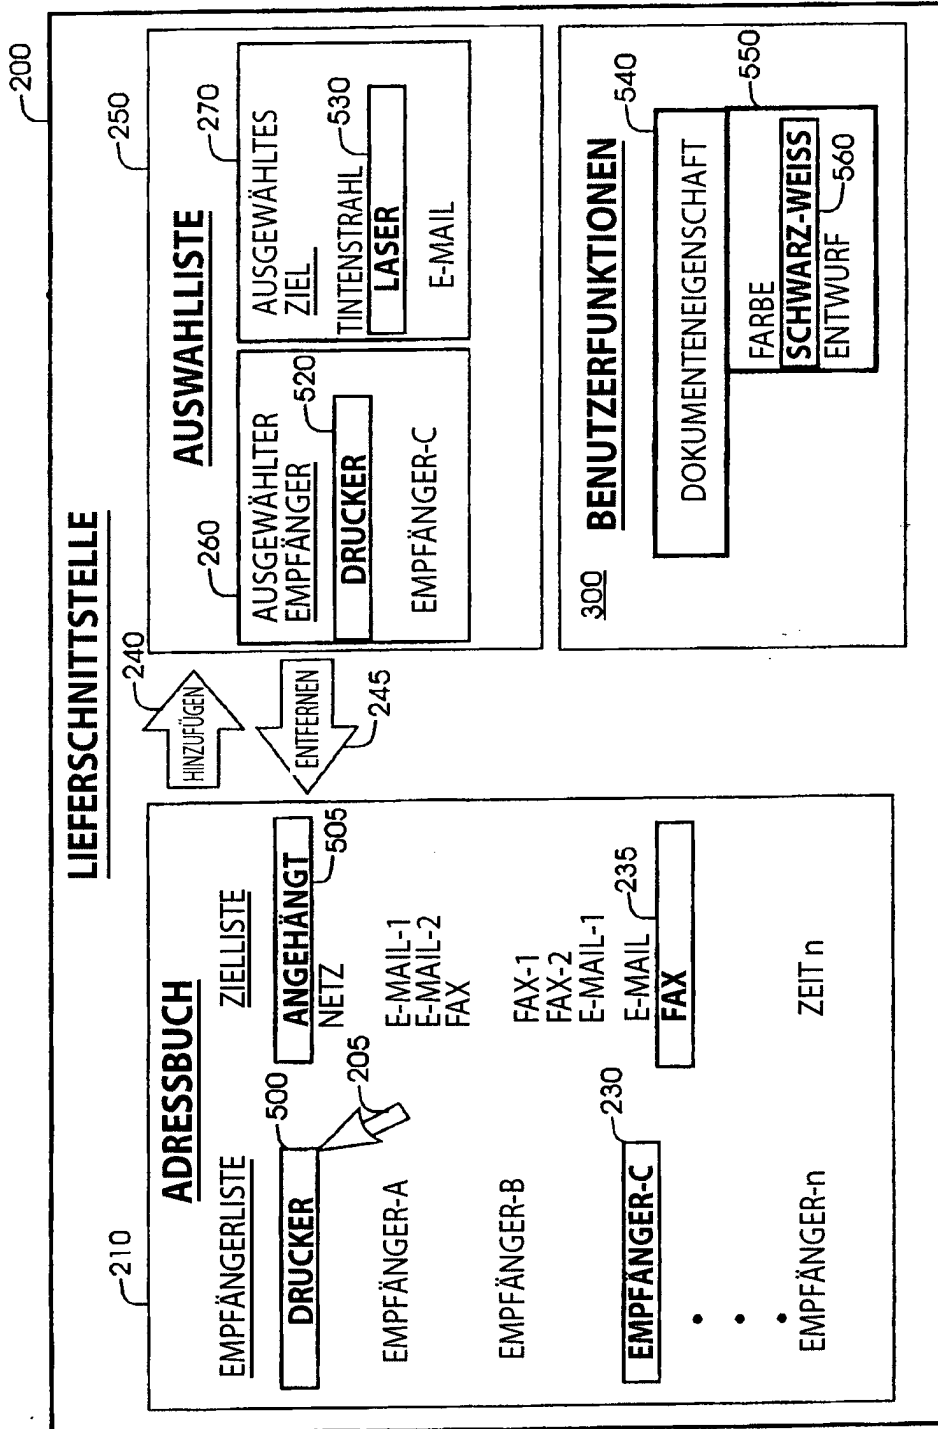 LIEFERSCHNITTSTELLE
200
210
ADRESSBUCH
EMPFÄNGERLISTE
ZIELLISTE
500
DRUCKER
205
ANGEHÄNGT
505
NETZ
EMPFÄNGER-A
E-MAIL-1
E-MAIL-2
FAX
EMPFÄNGER-B
FAX-1
FAX-2
E-MAIL-1
230
EMPFÄNGER-C
E-MAIL
235
FAX
EMPFÄNGER-n
ZEIT n
240
HINZUFÜGEN
ENTFERNEN
245
250
AUSWAHLLISTE
260
AUSGEWÄHLTER
EMPFÄNGER
520
DRUCKER
EMPFÄNGER-C
270
AUSGEWÄHLTES
ZIEL
TINTENSTRAHL
530
LASER
E-MAIL
300
BENUTZERFUNKTIONEN
540
DOKUMENTENEIGENSCHAFT
550
FARBE
SCHWARZ-WEISS
ENTWURF
560